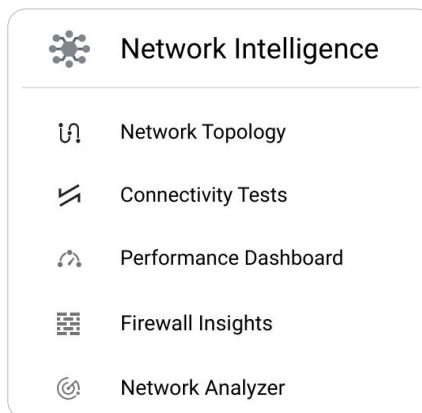 Network Intelligence
Network Topology
Connectivity Tests
Performance Dashboard
Firewall Insights
Network Analyzer